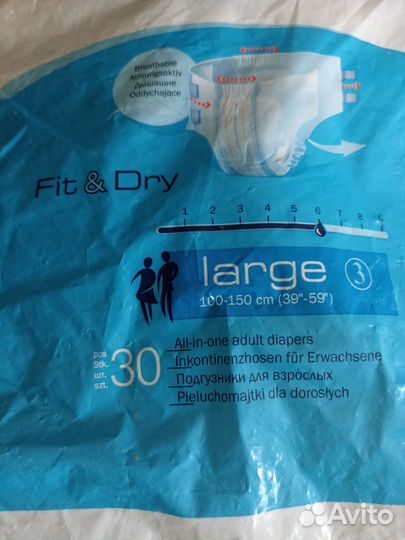 Breathable
Atmungsaktiv
Дышащие
Oddychające
Fit & Dry
1 2 3 4 5 6 7 8 9
large 3
100-150 cm (39"-59")
pcs
Stk.
шт.
szt.
30
All-in-one adult diapers
Inkontinenzhosen für Erwachsene
Подгузники для взрослых
Pieluchomajtki dla dorosłych
Avito